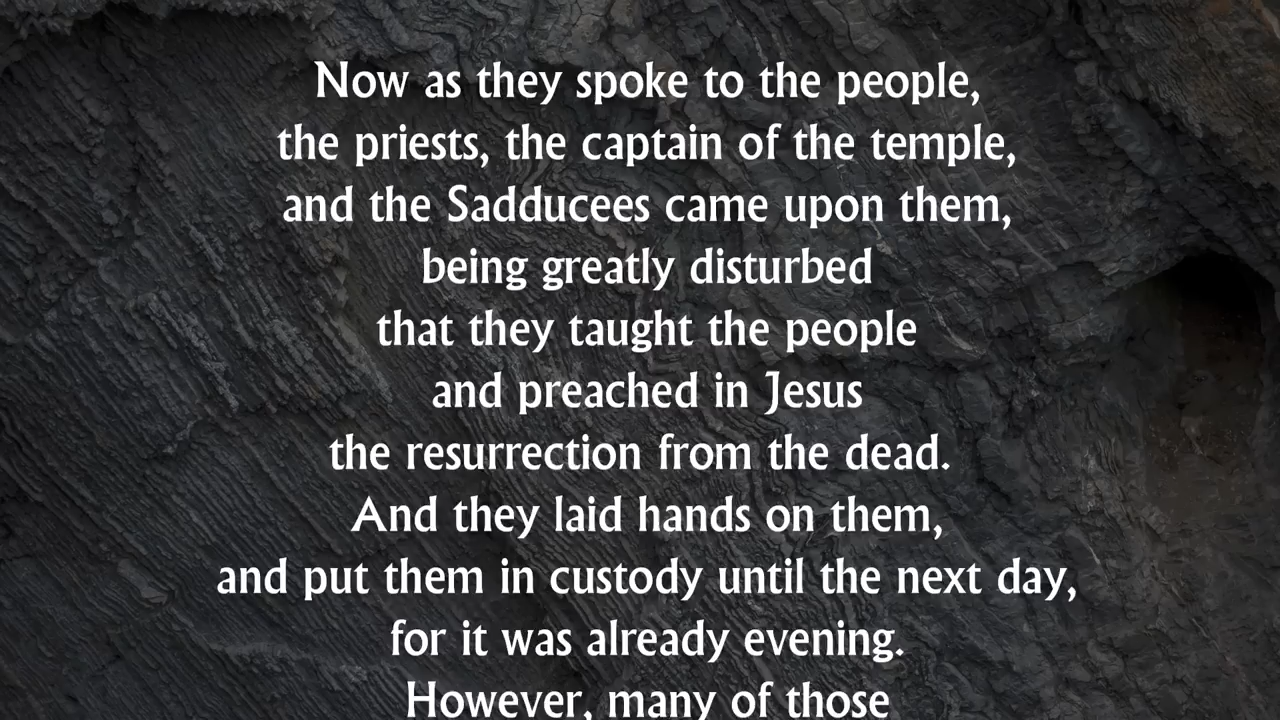 Now as they spoke to the people,
the priests, the captain of the temple,
and the Sadducees came upon them,
being greatly disturbed
that they taught the people
and preached in Jesus
the resurrection from the dead.
And they laid hands on them,
and put them in custody until the next day,
for it was already evening.
However, many of those